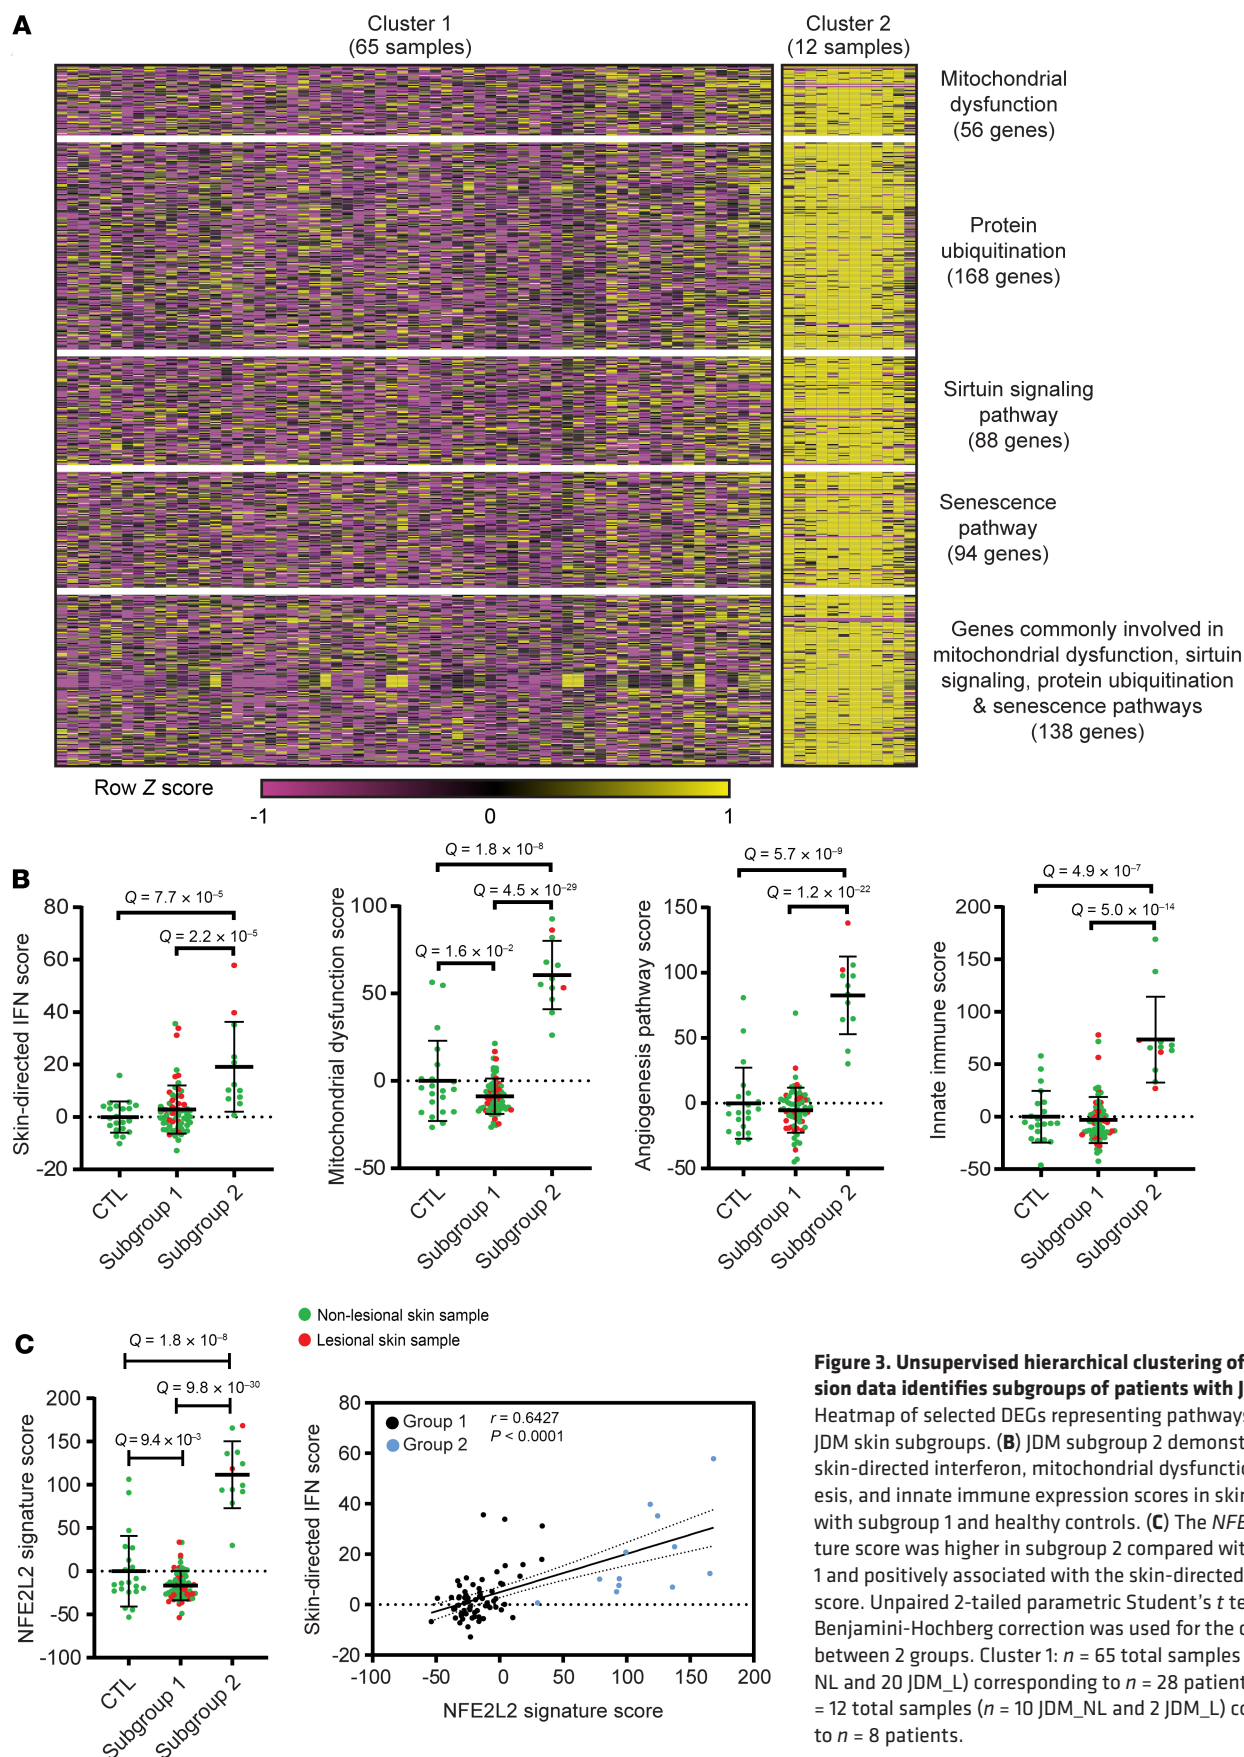 A
Cluster 1
(65 samples)
Cluster 2
(12 samples)
Mitochondrial
dysfunction
(56 genes)
Protein
ubiquitination
(168 genes)
Sirtuin signaling
pathway
(88 genes)
Senescence
pathway
(94 genes)
Genes commonly involved in
mitochondrial dysfunction, sirtuin
signaling, protein ubiquitination
& senescence pathways
(138 genes)
Row Z score
-1 0 1
B
Skin-directed IFN score
80
60
40
20
0
-20
Q = 7.7 × 10⁻⁵
Q = 2.2 × 10⁻⁵
CTL
Subgroup 1
Subgroup 2
Mitochondrial dysfunction score
100
50
0
-50
Q = 1.8 × 10⁻⁸
Q = 4.5 × 10⁻²⁹
Q = 1.6 × 10⁻²
CTL
Subgroup 1
Subgroup 2
Angiogenesis pathway score
150
100
50
0
-50
Q = 5.7 × 10⁻⁹
Q = 1.2 × 10⁻²²
CTL
Subgroup 1
Subgroup 2
Innate immune score
200
150
100
50
0
-50
Q = 4.9 × 10⁻⁷
Q = 5.0 × 10⁻¹⁴
CTL
Subgroup 1
Subgroup 2
Non-lesional skin sample
Lesional skin sample
C
NFE2L2 signature score
200
150
100
50
0
-50
-100
Q = 1.8 × 10⁻⁸
Q = 9.8 × 10⁻³⁰
Q = 9.4 × 10⁻³
CTL
Subgroup 1
Subgroup 2
Skin-directed IFN score
80
60
40
20
0
-20
Group 1
Group 2
r = 0.6427
P < 0.0001
-100 -50 0 50 100 150 200
NFE2L2 signature score
Figure 3. Unsupervised hierarchical clustering of
sion data identifies subgroups of patients with J
Heatmap of selected DEGs representing pathways
JDM skin subgroups. (B) JDM subgroup 2 demonst
skin-directed interferon, mitochondrial dysfunctio
esis, and innate immune expression scores in skin
with subgroup 1 and healthy controls. (C) The NFE
ture score was higher in subgroup 2 compared wit
1 and positively associated with the skin-directed
score. Unpaired 2-tailed parametric Student's t te
Benjamini-Hochberg correction was used for the c
between 2 groups. Cluster 1: n = 65 total samples
NL and 20 JDM_L) corresponding to n = 28 patient
= 12 total samples (n = 10 JDM_NL and 2 JDM_L) co
to n = 8 patients.